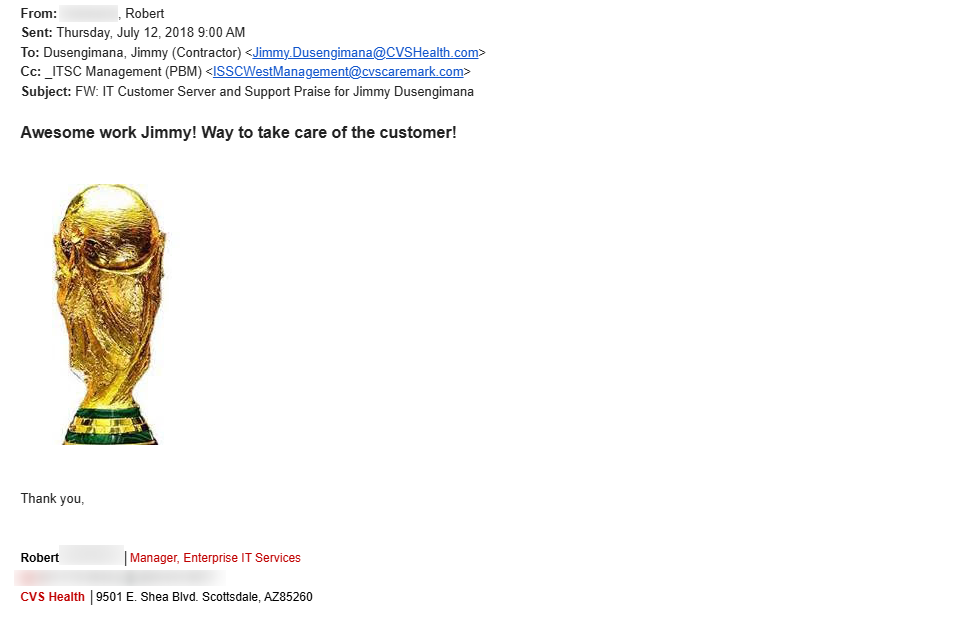 From: , Robert
Sent: Thursday, July 12, 2018 9:00 AM
To: Dusengimana, Jimmy (Contractor) <Jimmy.Dusengimana@CVSHealth.com>
Cc: _ITSC Management (PBM) <ISSCWestManagement@cvscaremark.com>
Subject: FW: IT Customer Server and Support Praise for Jimmy Dusengimana
Awesome work Jimmy! Way to take care of the customer!
Thank you,
Robert | Manager, Enterprise IT Services
CVS Health | 9501 E. Shea Blvd. Scottsdale, AZ85260